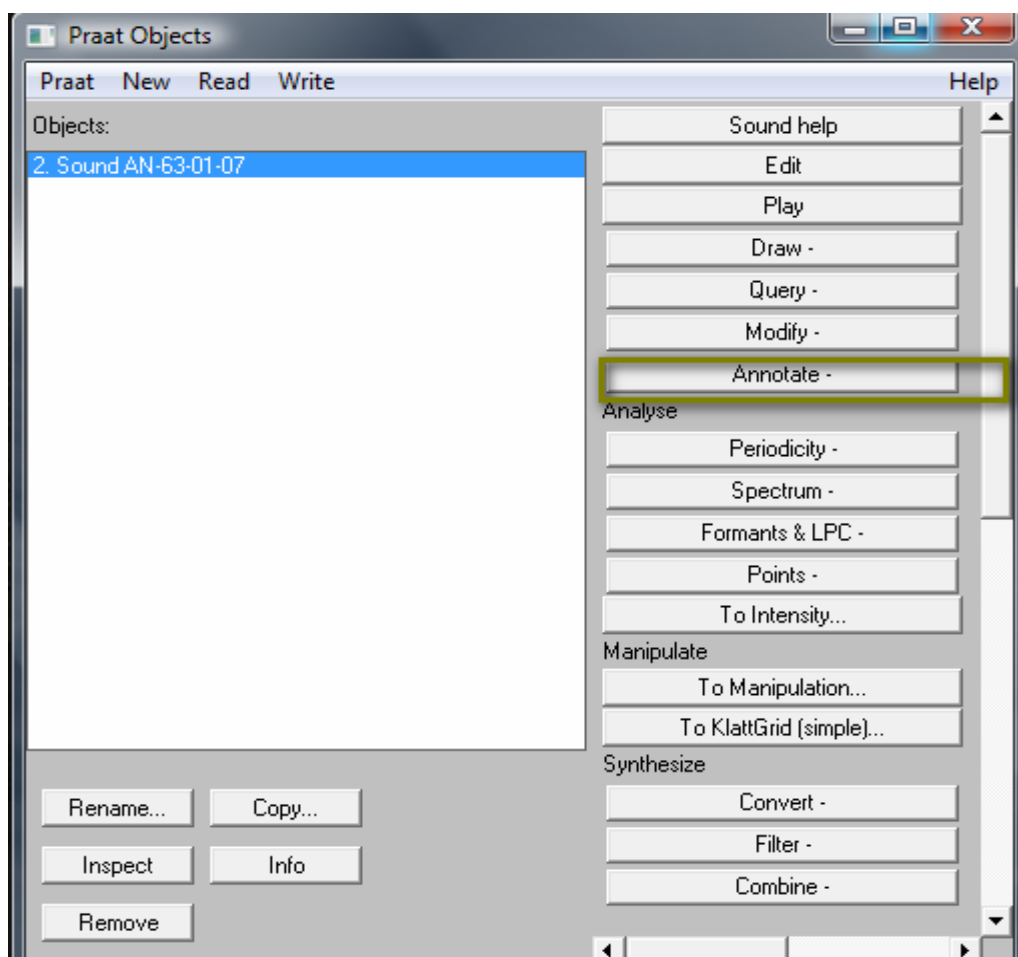 Praat Objects
Praat New Read Write Help
Objects:
2. Sound AN-63-01-07
Sound help
Edit
Play
Draw -
Query -
Modify -
Annotate -
Analyse
Periodicity -
Spectrum -
Formants & LPC -
Points -
To Intensity...
Manipulate
To Manipulation...
To KlattGrid (simple)...
Synthesize
Convert -
Filter -
Combine -
Rename... Copy...
Inspect Info
Remove